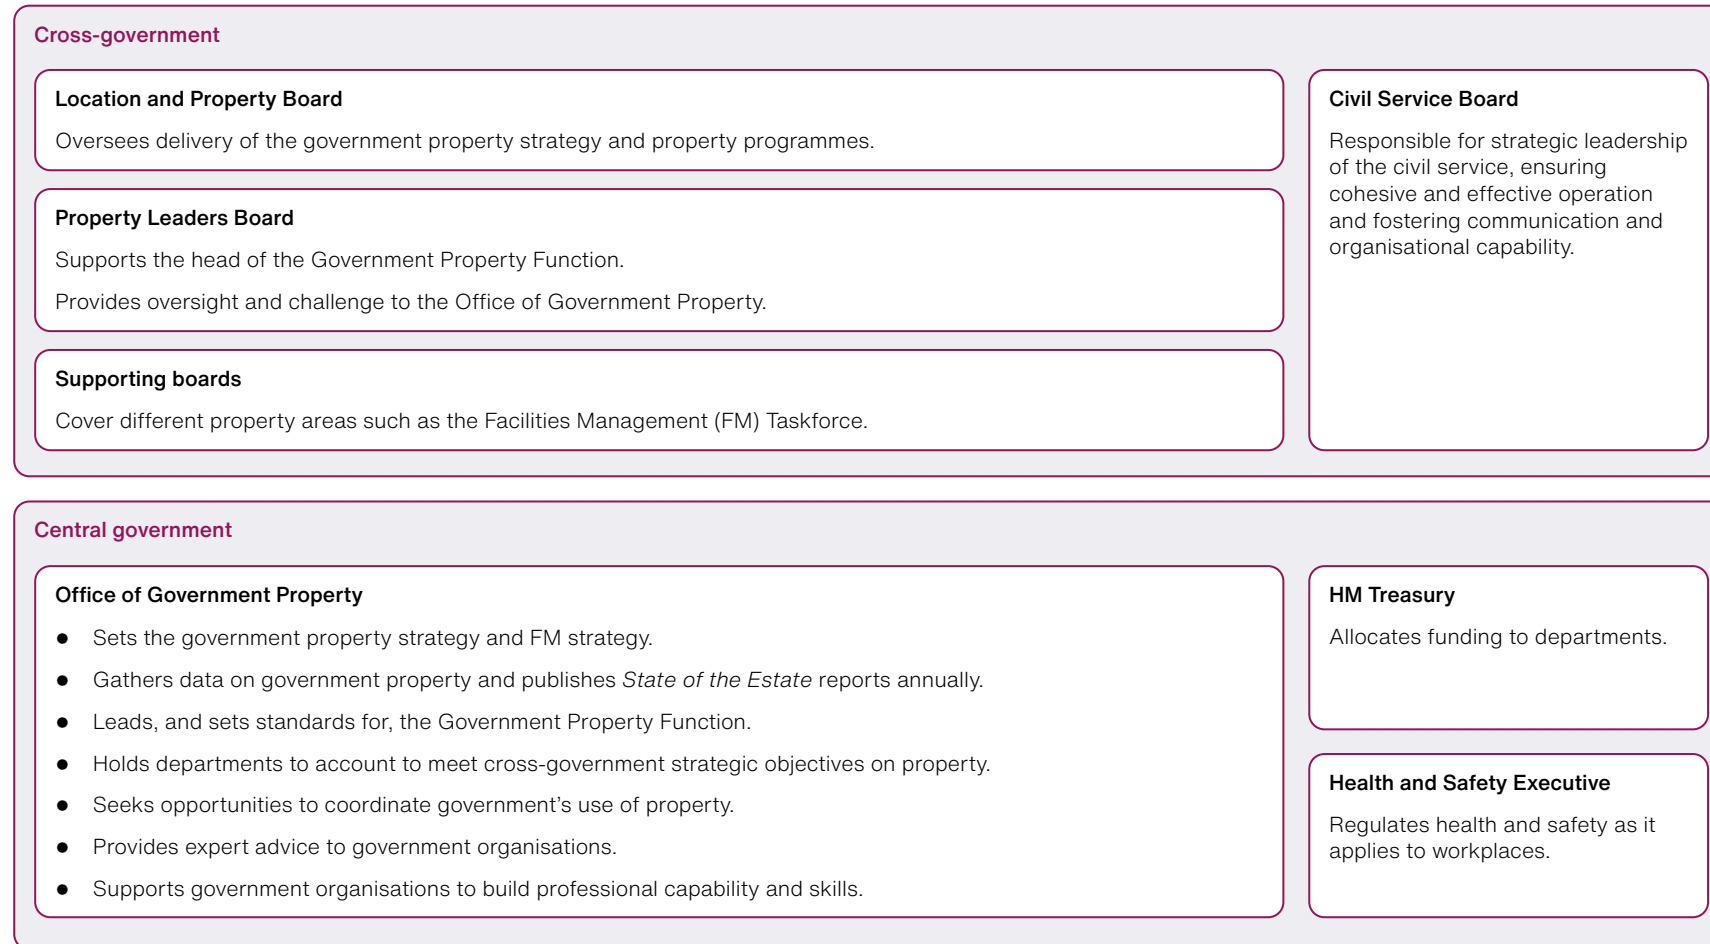 Cross-government
Location and Property Board
Oversees delivery of the government property strategy and property programmes.
Property Leaders Board
Supports the head of the Government Property Function.
Provides oversight and challenge to the Office of Government Property.
Supporting boards
Cover different property areas such as the Facilities Management (FM) Taskforce.
Civil Service Board
Responsible for strategic leadership
of the civil service, ensuring
cohesive and effective operation
and fostering communication and
organisational capability.
Central government
Office of Government Property
● Sets the government property strategy and FM strategy.
● Gathers data on government property and publishes State of the Estate reports annually.
● Leads, and sets standards for, the Government Property Function.
● Holds departments to account to meet cross-government strategic objectives on property.
● Seeks opportunities to coordinate government’s use of property.
● Provides expert advice to government organisations.
● Supports government organisations to build professional capability and skills.
HM Treasury
Allocates funding to departments.
Health and Safety Executive
Regulates health and safety as it
applies to workplaces.